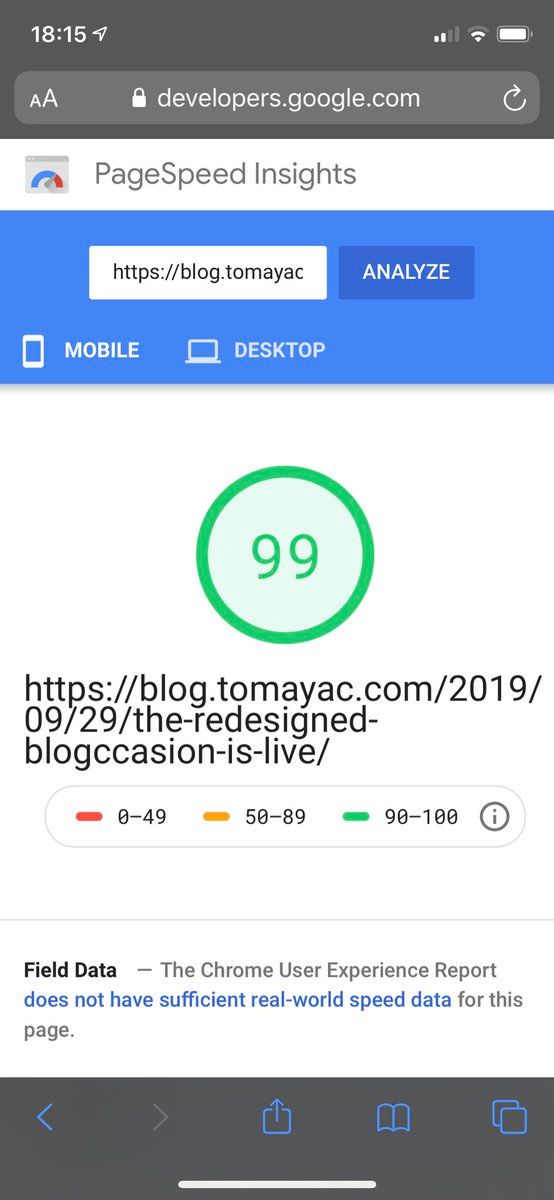 18:15
AA developers.google.com
PageSpeed Insights
https://blog.tomayac ANALYZE
MOBILE DESKTOP
99
https://blog.tomayac.com/2019/
09/29/the-redesigned-
blogccasion-is-live/
0–49 50–89 90–100 i
Field Data — The Chrome User Experience Report
does not have sufficient real-world speed data for this
page.